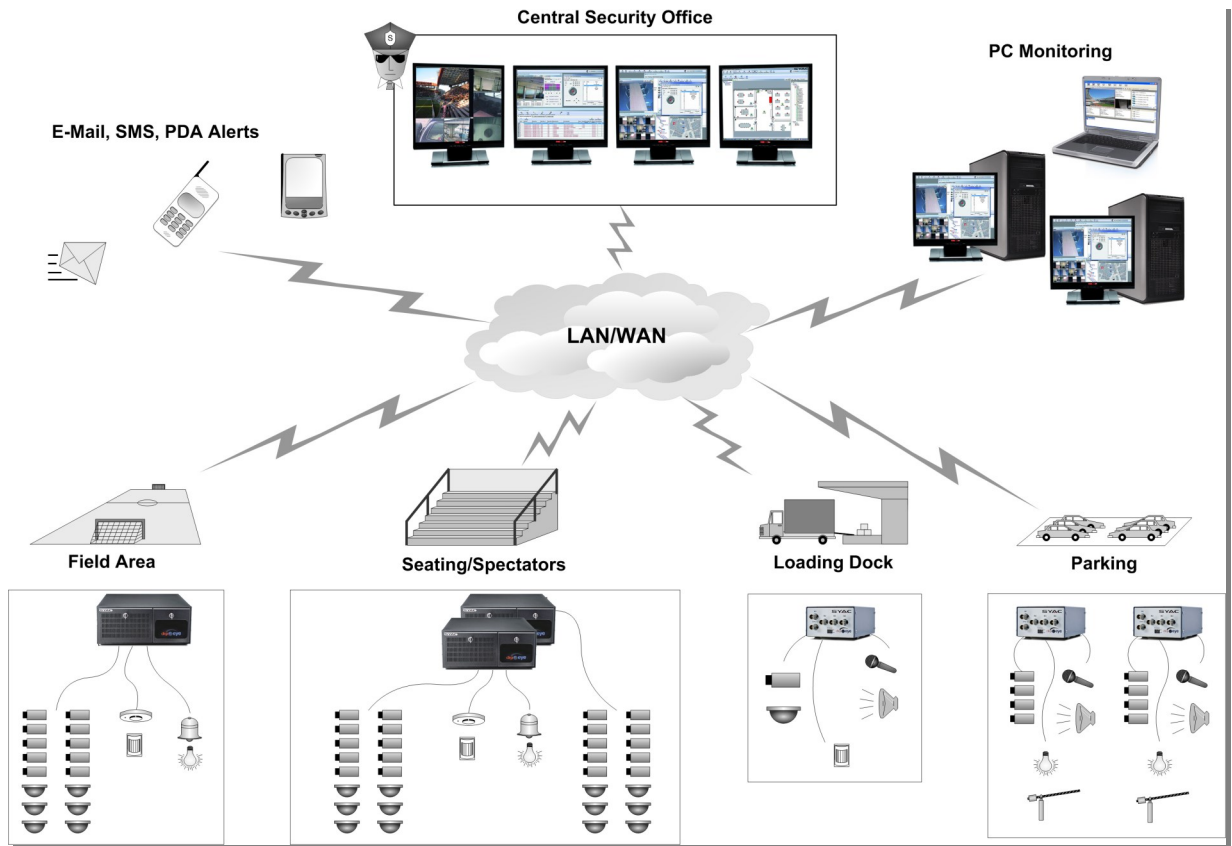 Central Security Office
S
PC Monitoring
E-Mail, SMS, PDA Alerts
LAN/WAN
Field Area
Seating/Spectators
Loading Dock
Parking
SYAC
SYAC
SYAC